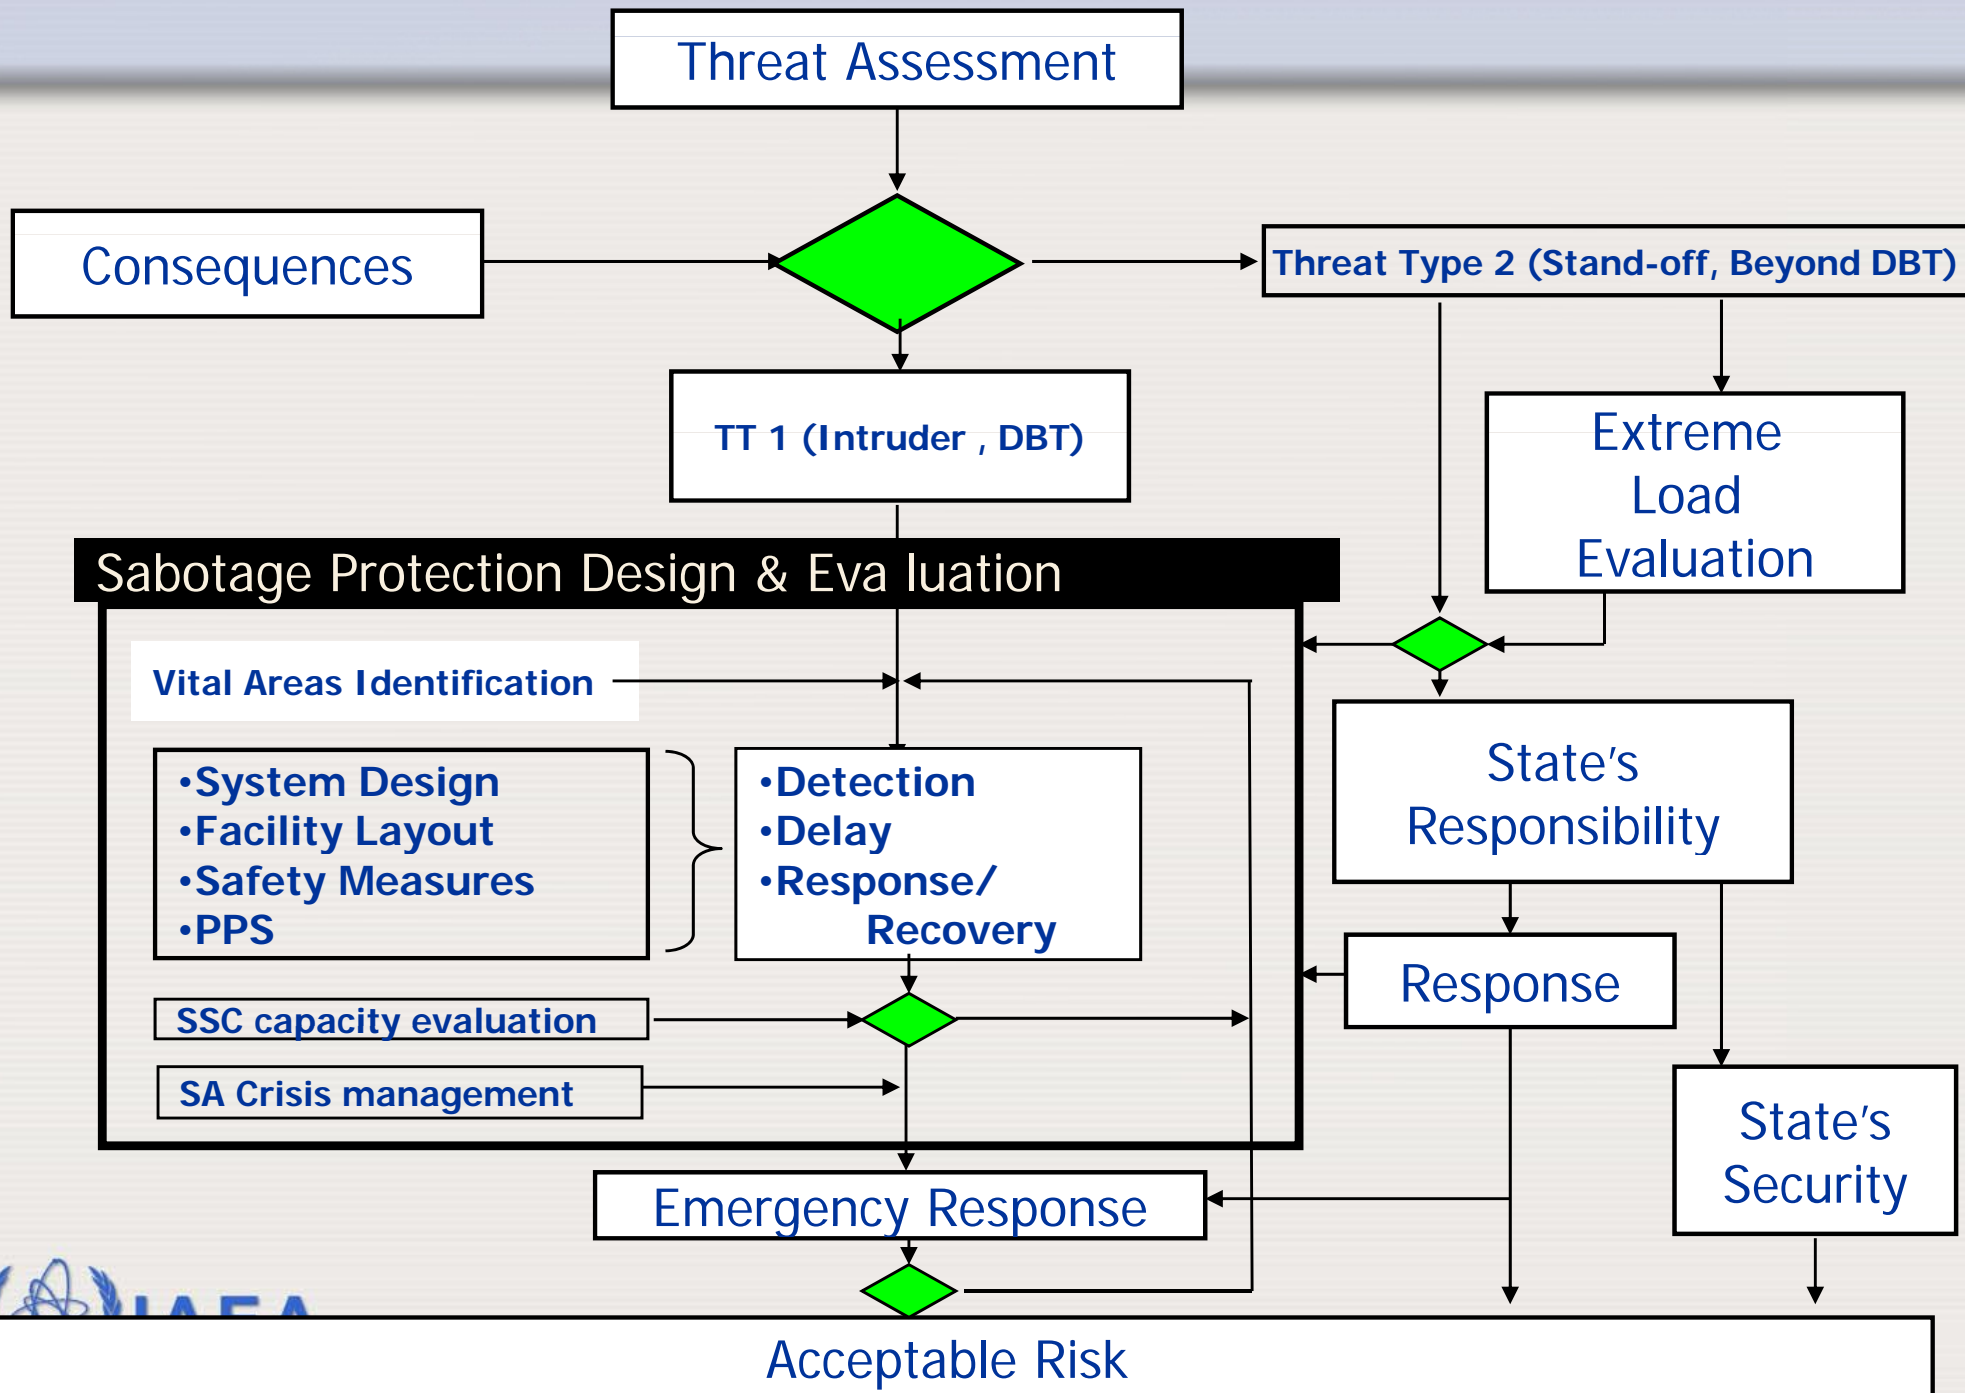 Threat Assessment
Consequences
Threat Type 2 (Stand-off, Beyond DBT)
TT 1 (Intruder , DBT)
Extreme
Load
Evaluation
Sabotage Protection Design & Eva luation
Vital Areas Identification
•System Design
•Facility Layout
•Safety Measures
•PPS
•Detection
•Delay
•Response/
Recovery
State's
Responsibility
Response
SSC capacity evaluation
SA Crisis management
State's
Security
Emergency Response
IAEA
Acceptable Risk